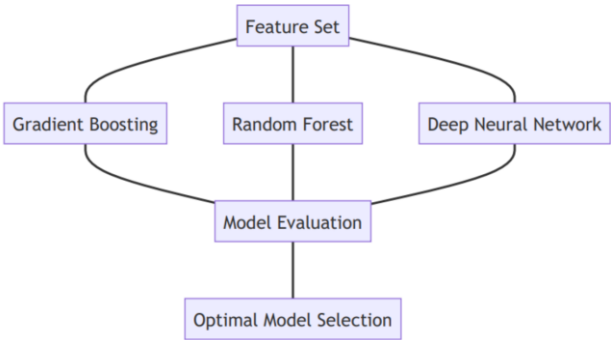 Feature Set
Gradient Boosting
Random Forest
Deep Neural Network
Model Evaluation
Optimal Model Selection